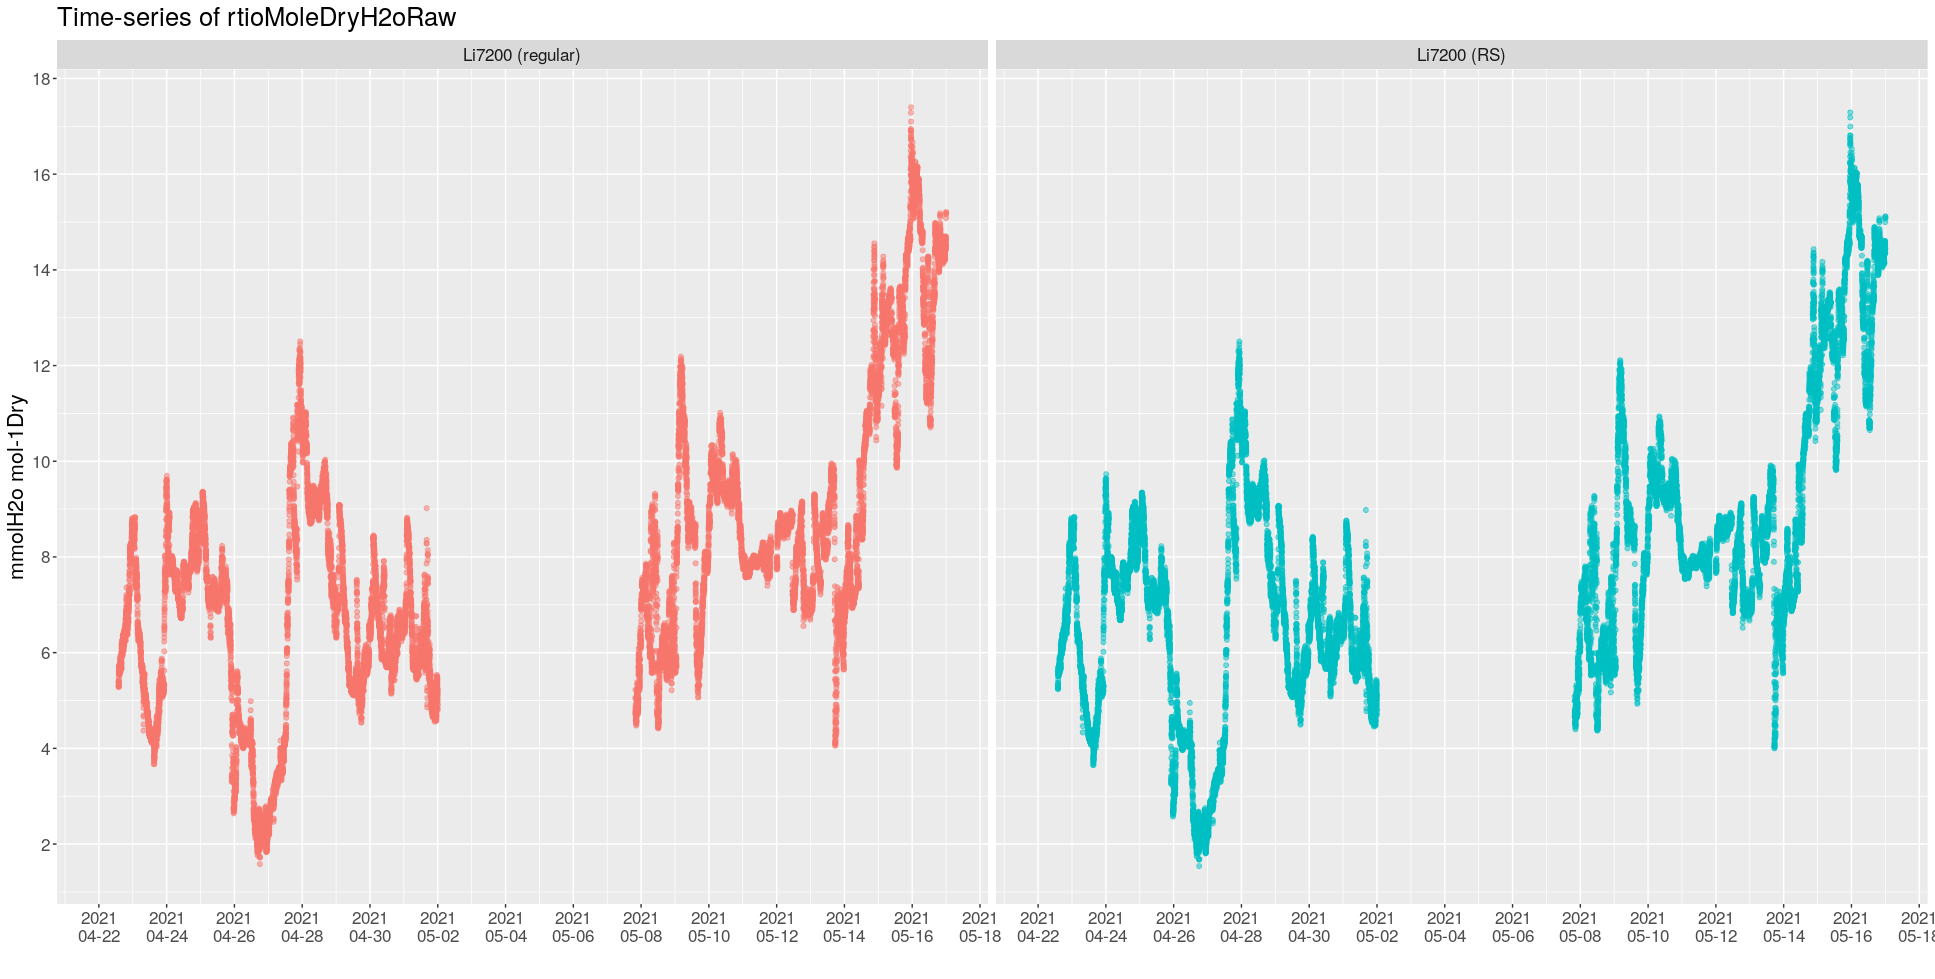 Time-series of rtioMoleDryH2oRaw
Li7200 (regular)
Li7200 (RS)
mmolH2o mol-1Dry
18
16
14
12
10
8
6
4
2
2021 2021 2021 2021 2021 2021 2021 2021 2021 2021 2021 2021 2021 2021
04-22 04-24 04-26 04-28 04-30 05-02 05-04 05-06 05-08 05-10 05-12 05-14 05-16 05-18
2021 2021 2021 2021 2021 2021 2021 2021 2021 2021 2021 2021 2021 2021
04-22 04-24 04-26 04-28 04-30 05-02 05-04 05-06 05-08 05-10 05-12 05-14 05-16 05-18